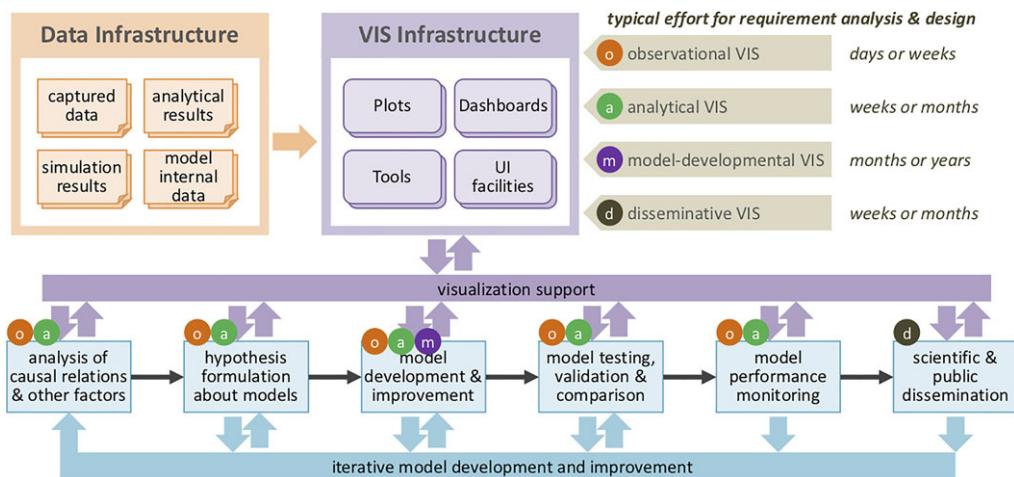 Data Infrastructure
captured
data
analytical
results
simulation
results
model
internal
data
VIS Infrastructure
Plots
Dashboards
Tools
UI
facilities
typical effort for requirement analysis & design
o observational VIS days or weeks
a analytical VIS weeks or months
m model-developmental VIS months or years
d disseminative VIS weeks or months
visualization support
o a
analysis of
causal relations
& other factors
o a
hypothesis
formulation
about models
o a m
model
development &
improvement
o a
model testing,
validation &
comparison
o a
model
performance
monitoring
d
scientific &
public
dissemination
iterative model development and improvement